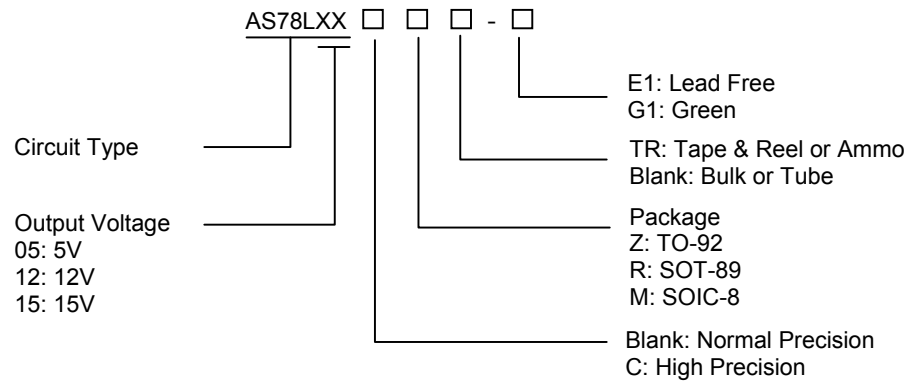 AS78LXX □ □ □ - □
E1: Lead Free
G1: Green
Circuit Type
TR: Tape & Reel or Ammo
Blank: Bulk or Tube
Output Voltage
05: 5V
12: 12V
15: 15V
Package
Z: TO-92
R: SOT-89
M: SOIC-8
Blank: Normal Precision
C: High Precision